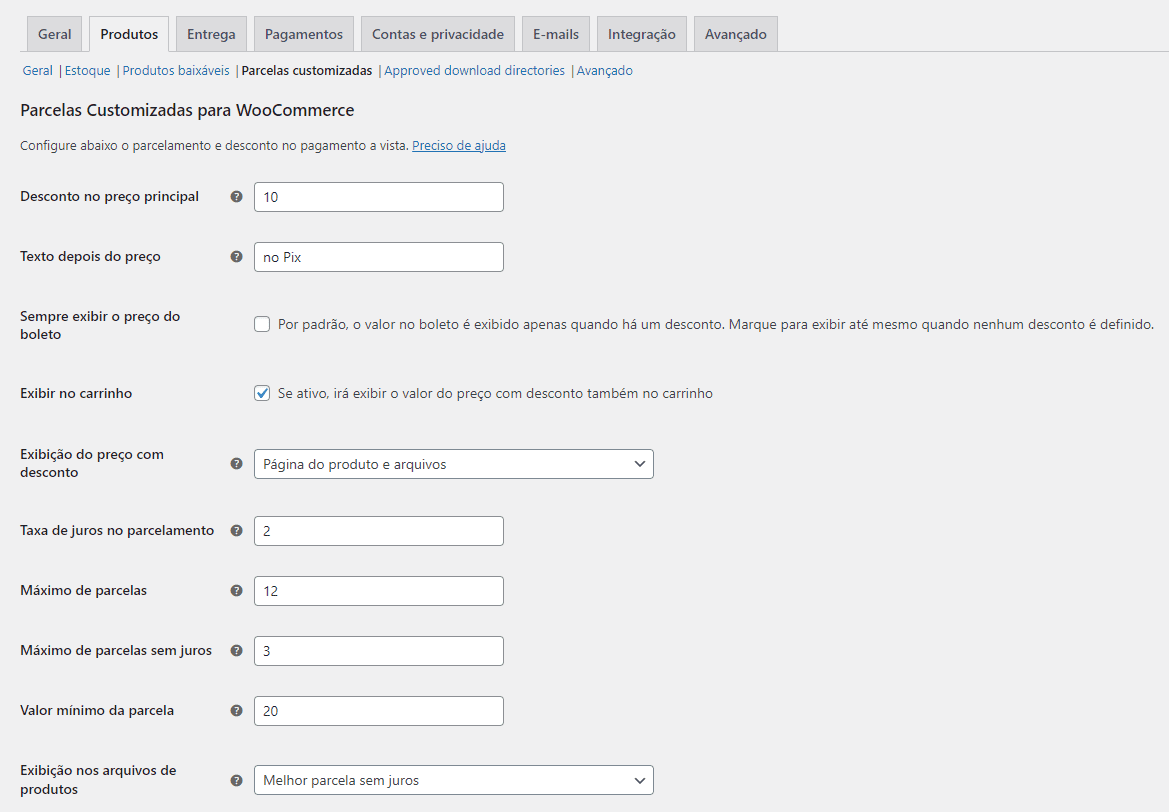 Geral Produtos Entrega Pagamentos Contas e privacidade E-mails Integração Avançado
Geral | Estoque | Produtos baixáveis | Parcelas customizadas | Approved download directories | Avançado
Parcelas Customizadas para WooCommerce
Configure abaixo o parcelamento e desconto no pagamento a vista. Preciso de ajuda
Desconto no preço principal ? 10
Texto depois do preço ? no Pix
Sempre exibir o preço do
boleto
Por padrão, o valor no boleto é exibido apenas quando há um desconto. Marque para exibir até mesmo quando nenhum desconto é definido.
Exibir no carrinho Se ativo, irá exibir o valor do preço com desconto também no carrinho
Exibição do preço com
desconto
? Página do produto e arquivos
Taxa de juros no parcelamento ? 2
Máximo de parcelas ? 12
Máximo de parcelas sem juros ? 3
Valor mínimo da parcela ? 20
Exibição nos arquivos de
produtos
? Melhor parcela sem juros